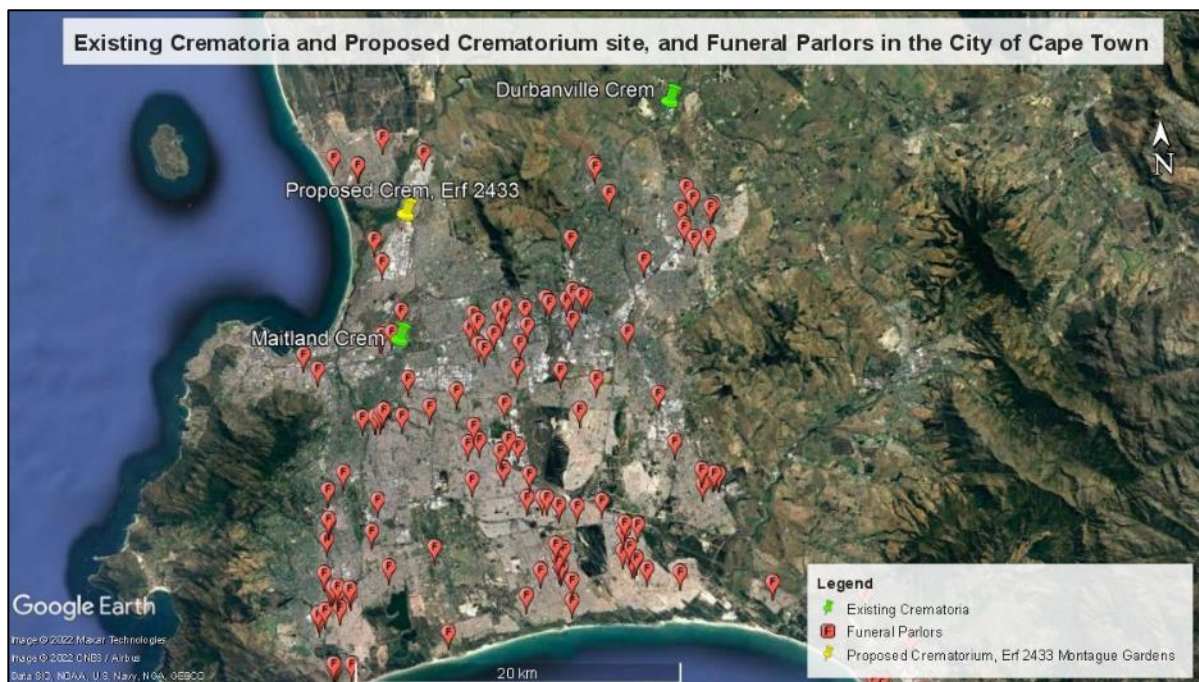 Existing Crematoria and Proposed Crematorium site, and Funeral Parlors in the City of Cape Town
Durbanville Crem
N
Proposed Crem, Erf 2433
Maitland Crem
Legend
Existing Crematoria
F Funeral Parlors
Proposed Crematorium, Erf 2433 Montague Gardens
Google Earth
Image © 2022 Maxar Technologies
Image © 2022 CNES / Airbus
Data SIO, NOAA, U.S. Navy, NGA, GEBCO
20 km